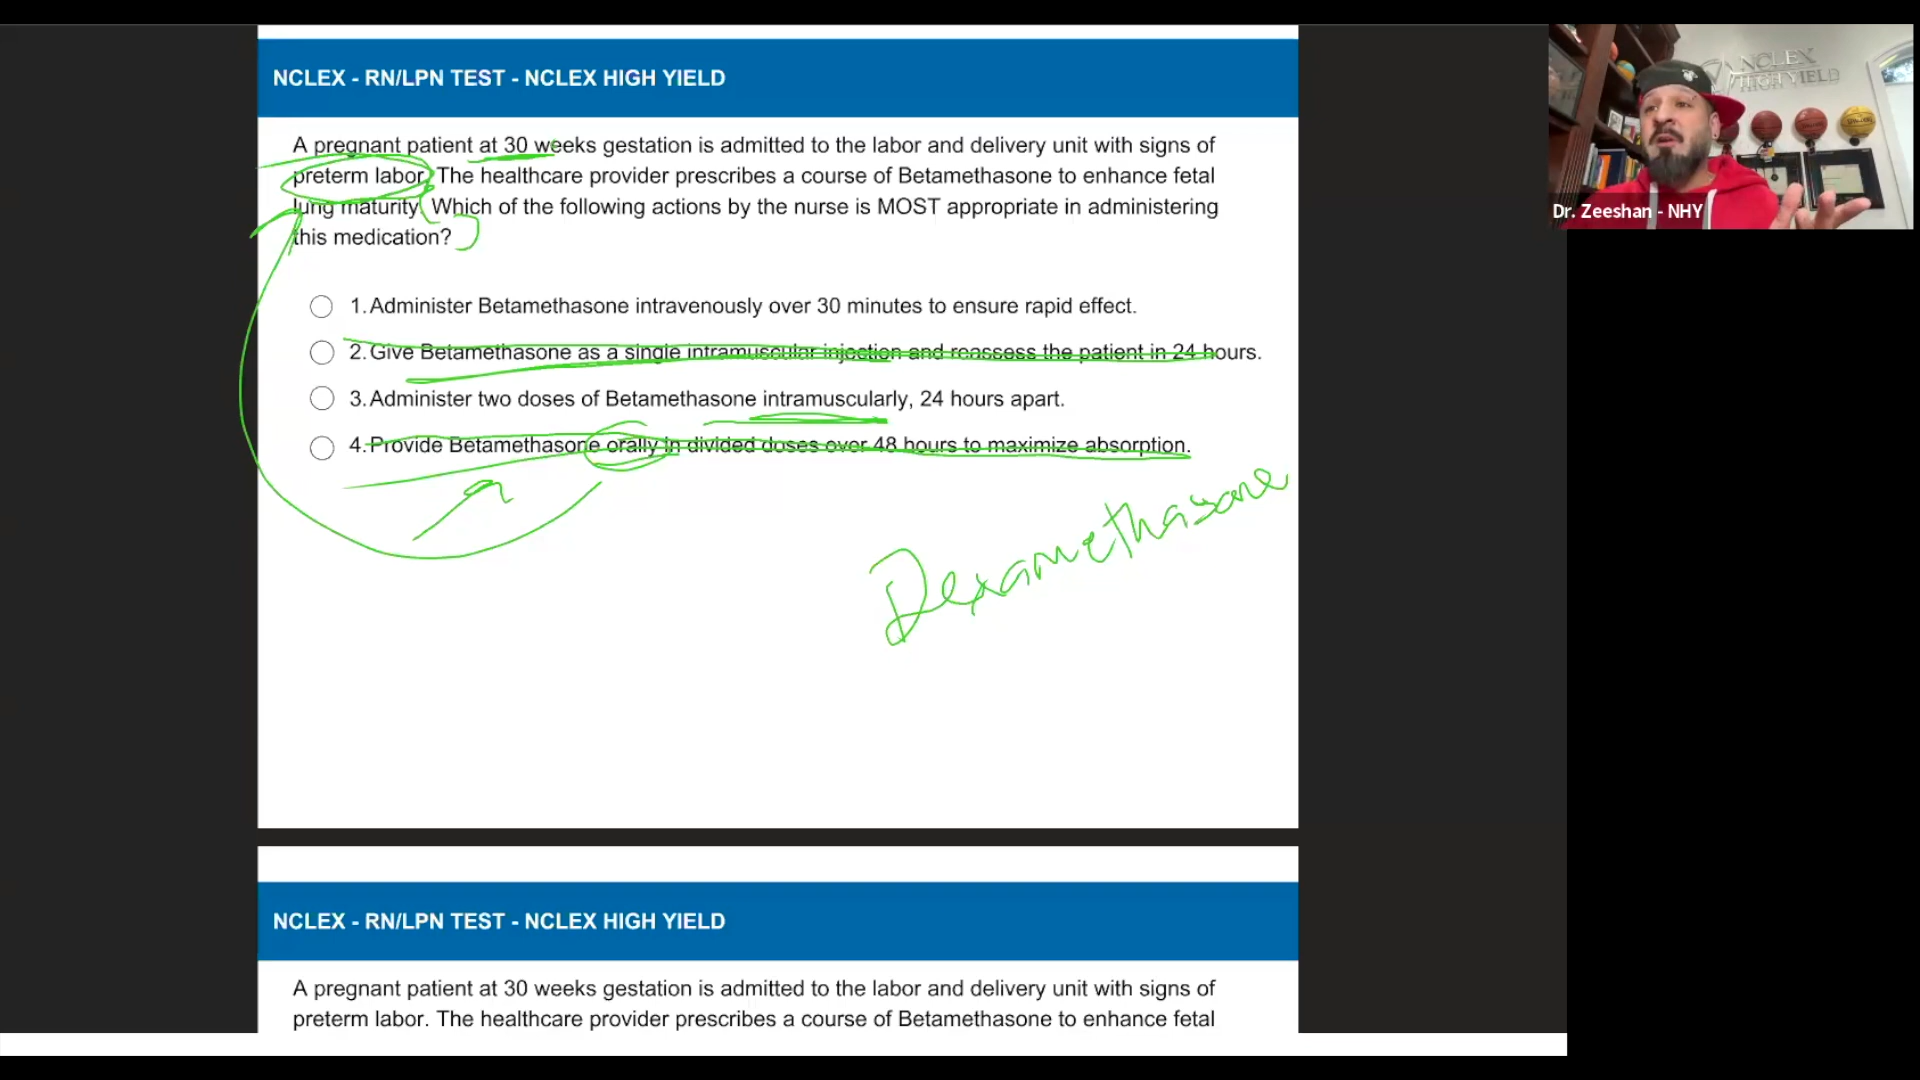 NCLEX - RN/LPN TEST - NCLEX HIGH YIELD
A pregnant patient at 30 weeks gestation is admitted to the labor and delivery unit with signs of
preterm labor. The healthcare provider prescribes a course of Betamethasone to enhance fetal
lung maturity. Which of the following actions by the nurse is MOST appropriate in administering
this medication?
1. Administer Betamethasone intravenously over 30 minutes to ensure rapid effect.
2. Give Betamethasone as a single intramuscular injection and reassess the patient in 24 hours.
3. Administer two doses of Betamethasone intramuscularly, 24 hours apart.
4. Provide Betamethasone orally in divided doses over 48 hours to maximize absorption.
Dexamethasone
NCLEX - RN/LPN TEST - NCLEX HIGH YIELD
A pregnant patient at 30 weeks gestation is admitted to the labor and delivery unit with signs of
preterm labor. The healthcare provider prescribes a course of Betamethasone to enhance fetal
NCLEX
HIGH YIELD
SPALDING
Dr. Zeeshan - NHY